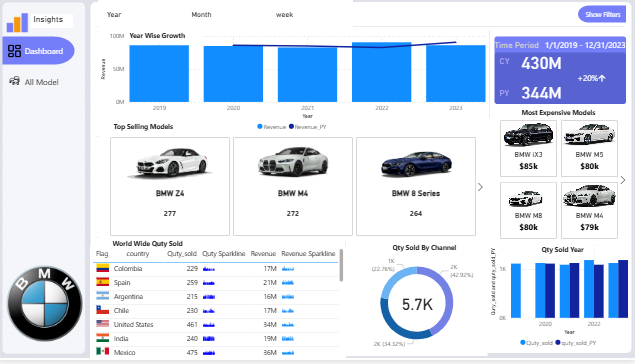 Insights
Dashboard
All Model
BMW
Year
Month
week
Show Filters
Year Wise Growth
Revenue
100M
50M
0M
2019
2020
2021
2022
2023
Year
Revenue
Revenue_PY
Time Period 1/1/2019 - 12/31/2023
CY 430M
+20%↑
PY 344M
Top Selling Models
BMW Z4
277
BMW M4
272
BMW 8 Series
264
Most Expensive Models
BMW iX3
$85k
BMW M5
$80k
BMW M8
$80k
BMW M4
$79k
World Wide Quty Sold
Flag country Quty_sold Quty Sparkline Revenue Revenue Sparkline
Colombia 229 17M
Spain 259 21M
Argentina 215 16M
Chile 230 17M
United States 461 34M
India 240 19M
Mexico 475 36M
Qty Sold By Channel
1K
(22.76%)
2K
(42.92%)
5.7K
2K (34.32%)
Qty Sold Year
Quty_sold and quty_sold_PY
1K
0K
2020
2022
Year
Quty_sold
quty_sold_PY